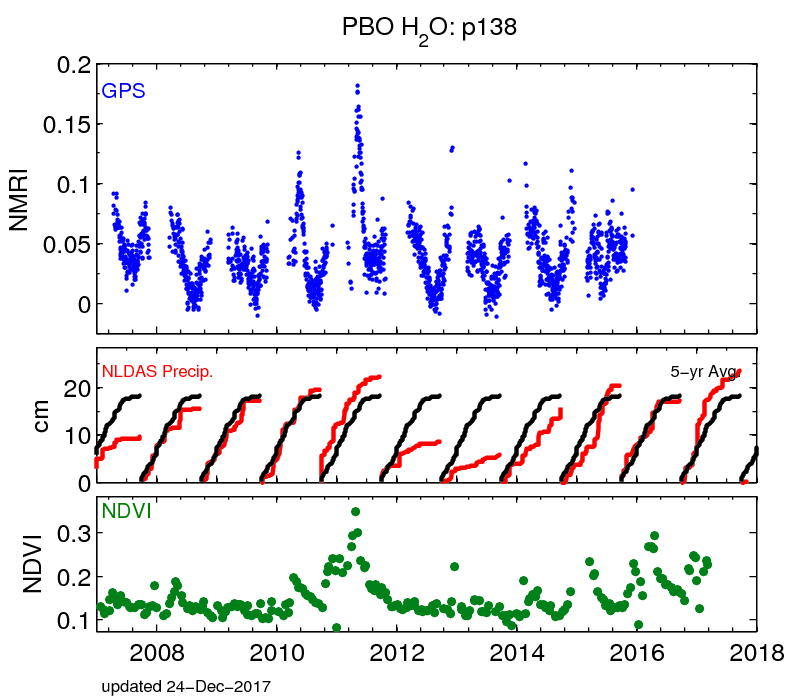 PBO H₂O: p138
0.2
GPS
0.15
0.1
0.05
0
NMRI
NLDAS Precip.
5−yr Avg.
20
10
0
cm
NDVI
0.3
0.2
0.1
NDVI
2008 2010 2012 2014 2016 2018
updated 24−Dec−2017